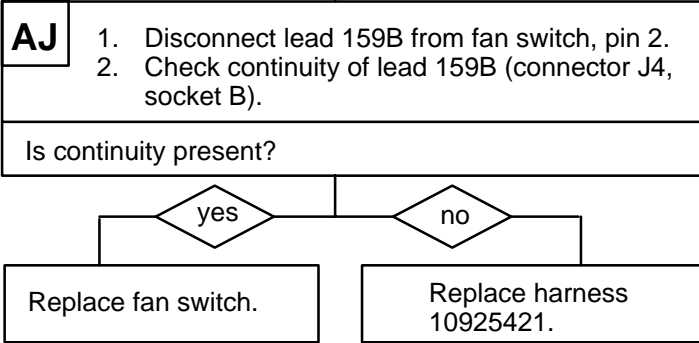 AJ
1. Disconnect lead 159B from fan switch, pin 2.
2. Check continuity of lead 159B (connector J4,
socket B).
Is continuity present?
yes
no
Replace fan switch.
Replace harness
10925421.